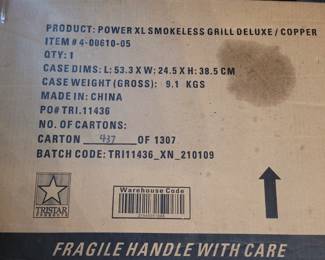 PRODUCT: POWER XL SMOKELESS GRILL DELUXE / COPPER
ITEM # 4-00610-05
QTY: 1
CASE DIMS: L: 53.3 X W; 24.5 X H: 38.5 CM
CASE WEIGHT (GROSS): 9.1 KGS
MADE IN: CHINA
PO# TRI.11436
NO. OF CARTONS:
CARTON 437 OF 1307
BATCH CODE: TRI11436_XN_210109
TRISTAR
Warehouse Code
FRAGILE HANDLE WITH CARE